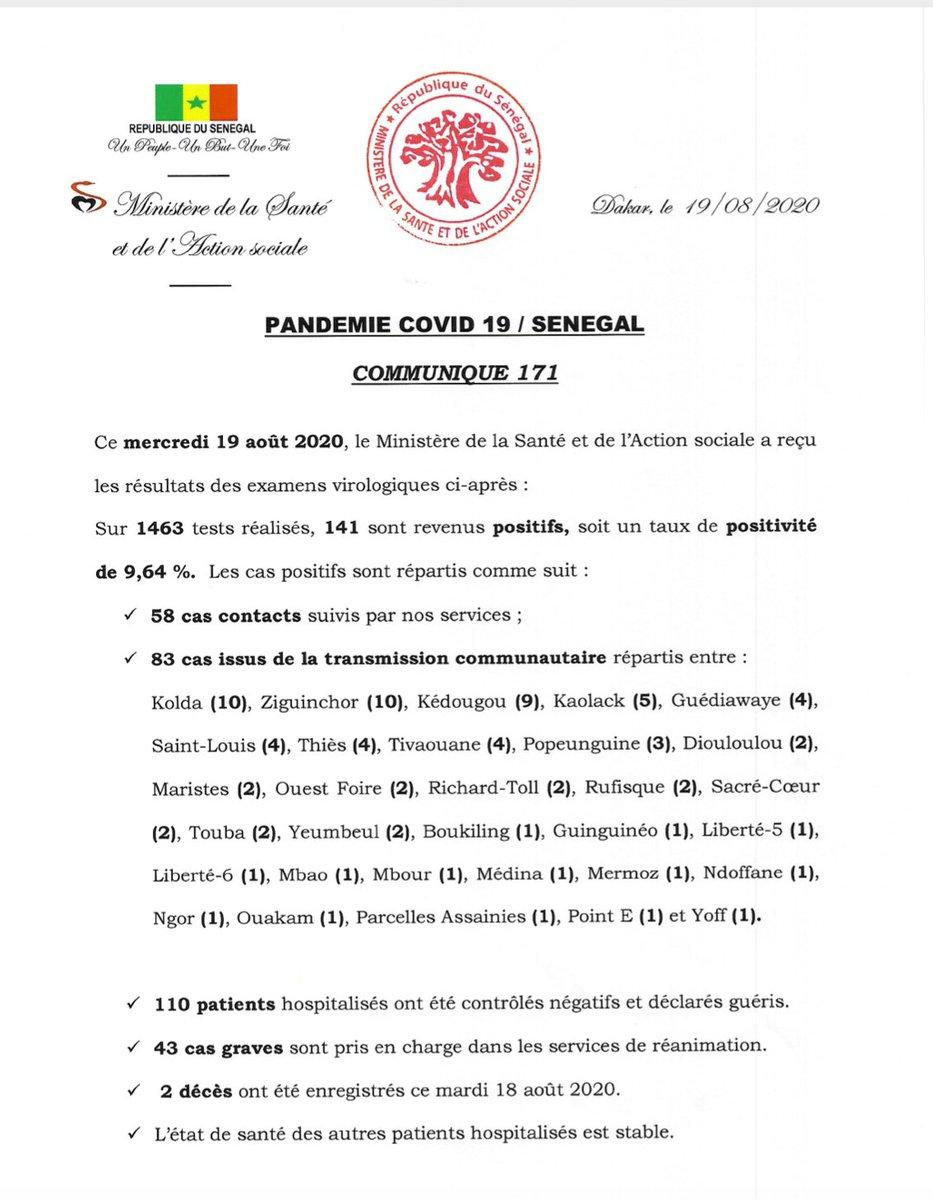 REPUBLIQUE DU SENEGAL
Un Peuple-Un But-Une Foi
Ministère de la Santé
et de l'Action sociale
★ République du Sénégal ★
MINISTERE DE LA SANTE ET DE L'ACTION SOCIALE
Dakar, le 19/08/2020
PANDEMIE COVID 19 / SENEGAL
COMMUNIQUE 171
Ce mercredi 19 août 2020, le Ministère de la Santé et de l'Action sociale a reçu
les résultats des examens virologiques ci-après :
Sur 1463 tests réalisés, 141 sont revenus positifs, soit un taux de positivité
de 9,64 %. Les cas positifs sont répartis comme suit :
✓ 58 cas contacts suivis par nos services ;
✓ 83 cas issus de la transmission communautaire répartis entre :
Kolda (10), Ziguinchor (10), Kédougou (9), Kaolack (5), Guédiawaye (4),
Saint-Louis (4), Thiès (4), Tivaouane (4), Popeunguine (3), Diouloulou (2),
Maristes (2), Ouest Foire (2), Richard-Toll (2), Rufisque (2), Sacré-Cœur
(2), Touba (2), Yeumbeul (2), Boukiling (1), Guinguinéo (1), Liberté-5 (1),
Liberté-6 (1), Mbao (1), Mbour (1), Médina (1), Mermoz (1), Ndoffane (1),
Ngor (1), Ouakam (1), Parcelles Assainies (1), Point E (1) et Yoff (1).
✓ 110 patients hospitalisés ont été contrôlés négatifs et déclarés guéris.
✓ 43 cas graves sont pris en charge dans les services de réanimation.
✓ 2 décès ont été enregistrés ce mardi 18 août 2020.
✓ L'état de santé des autres patients hospitalisés est stable.